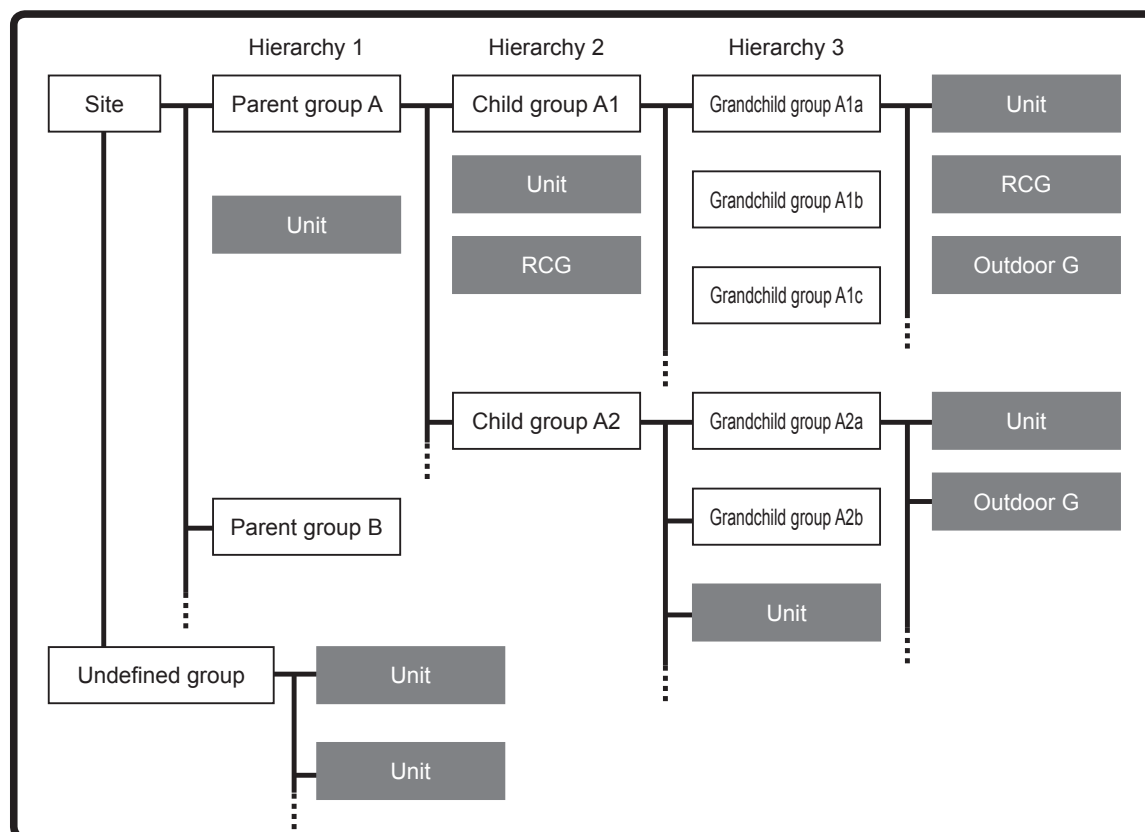 Hierarchy 1 Hierarchy 2 Hierarchy 3
Site Parent group A Child group A1 Grandchild group A1a Unit
Unit Grandchild group A1b RCG
Unit
RCG Grandchild group A1c Outdoor G
Child group A2 Grandchild group A2a Unit
Parent group B Grandchild group A2b Outdoor G
Unit
Undefined group Unit
Unit